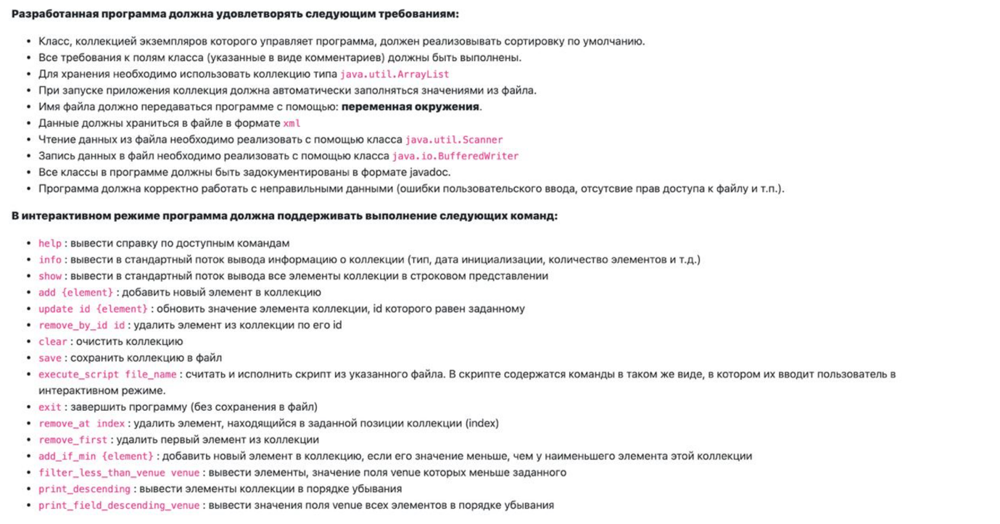 Разработанная программа должна удовлетворять следующим требованиям:
• Класс, коллекцией экземпляров которого управляет программа, должен реализовывать сортировку по умолчанию.
• Все требования к полям класса (указанные в виде комментариев) должны быть выполнены.
• Для хранения необходимо использовать коллекцию типа java.util.ArrayList
• При запуске приложения коллекция должна автоматически заполняться значениями из файла.
• Имя файла должно передаваться программе с помощью: переменная окружения.
• Данные должны храниться в файле в формате xml
• Чтение данных из файла необходимо реализовать с помощью класса java.util.Scanner
• Запись данных в файл необходимо реализовать с помощью класса java.io.BufferedWriter
• Все классы в программе должны быть задокументированы в формате javadoc.
• Программа должна корректно работать с неправильными данными (ошибки пользовательского ввода, отсутсвие прав доступа к файлу и т.п.).
В интерактивном режиме программа должна поддерживать выполнение следующих команд:
• help : вывести справку по доступным командам
• info : вывести в стандартный поток вывода информацию о коллекции (тип, дата инициализации, количество элементов и т.д.)
• show : вывести в стандартный поток вывода все элементы коллекции в строковом представлении
• add {element} : добавить новый элемент в коллекцию
• update id {element} : обновить значение элемента коллекции, id которого равен заданному
• remove_by_id id : удалить элемент из коллекции по его id
• clear : очистить коллекцию
• save : сохранить коллекцию в файл
• execute_script file_name : считать и исполнить скрипт из указанного файла. В скрипте содержатся команды в таком же виде, в котором их вводит пользователь в
интерактивном режиме.
• exit : завершить программу (без сохранения в файл)
• remove_at index : удалить элемент, находящийся в заданной позиции коллекции (index)
• remove_first : удалить первый элемент из коллекции
• add_if_min {element} : добавить новый элемент в коллекцию, если его значение меньше, чем у наименьшего элемента этой коллекции
• filter_less_than_venue venue : вывести элементы, значение поля venue которых меньше заданного
• print_descending : вывести элементы коллекции в порядке убывания
• print_field_descending_venue : вывести значения поля venue всех элементов в порядке убывания